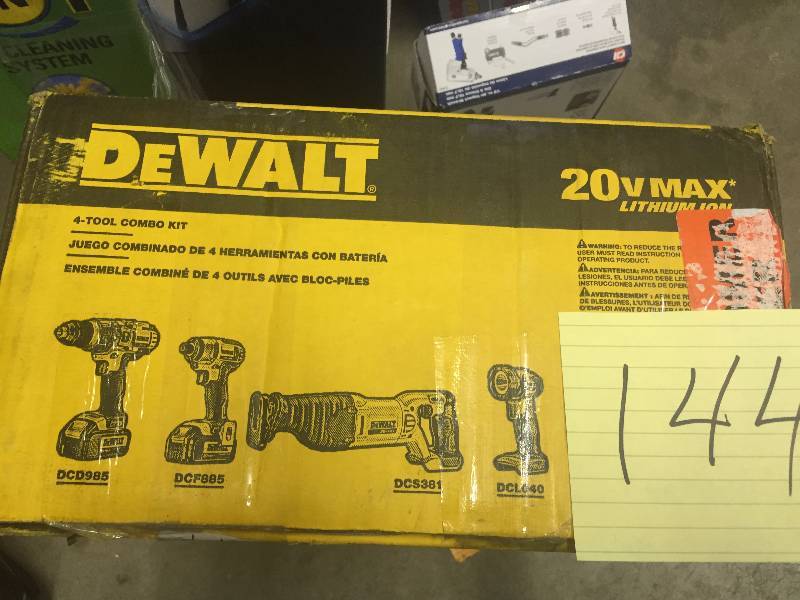 CLEANING
SYSTEM
DEWALT®
20V MAX*
LITHIUM ION
4-TOOL COMBO KIT
JUEGO COMBINADO DE 4 HERRAMIENTAS CON BATERÍA
ENSEMBLE COMBINÉ DE 4 OUTILS AVEC BLOC-PILES
WARNING: TO REDUCE THE
USER MUST READ INSTRUCTION
OPERATING PRODUCT.
ADVERTENCIA: PARA REDUC
LESIONES, EL USUARIO DEBE LEE
INSTRUCCIONES ANTES DE OPER
AVERTISSEMENT : AFIN DE
DE BLESSURES, L'UTILISATEUR
D'EMPLOI AVANT D'UTILISER
DEWALT
DCD985
DCF885
DCS381
DCL040
144